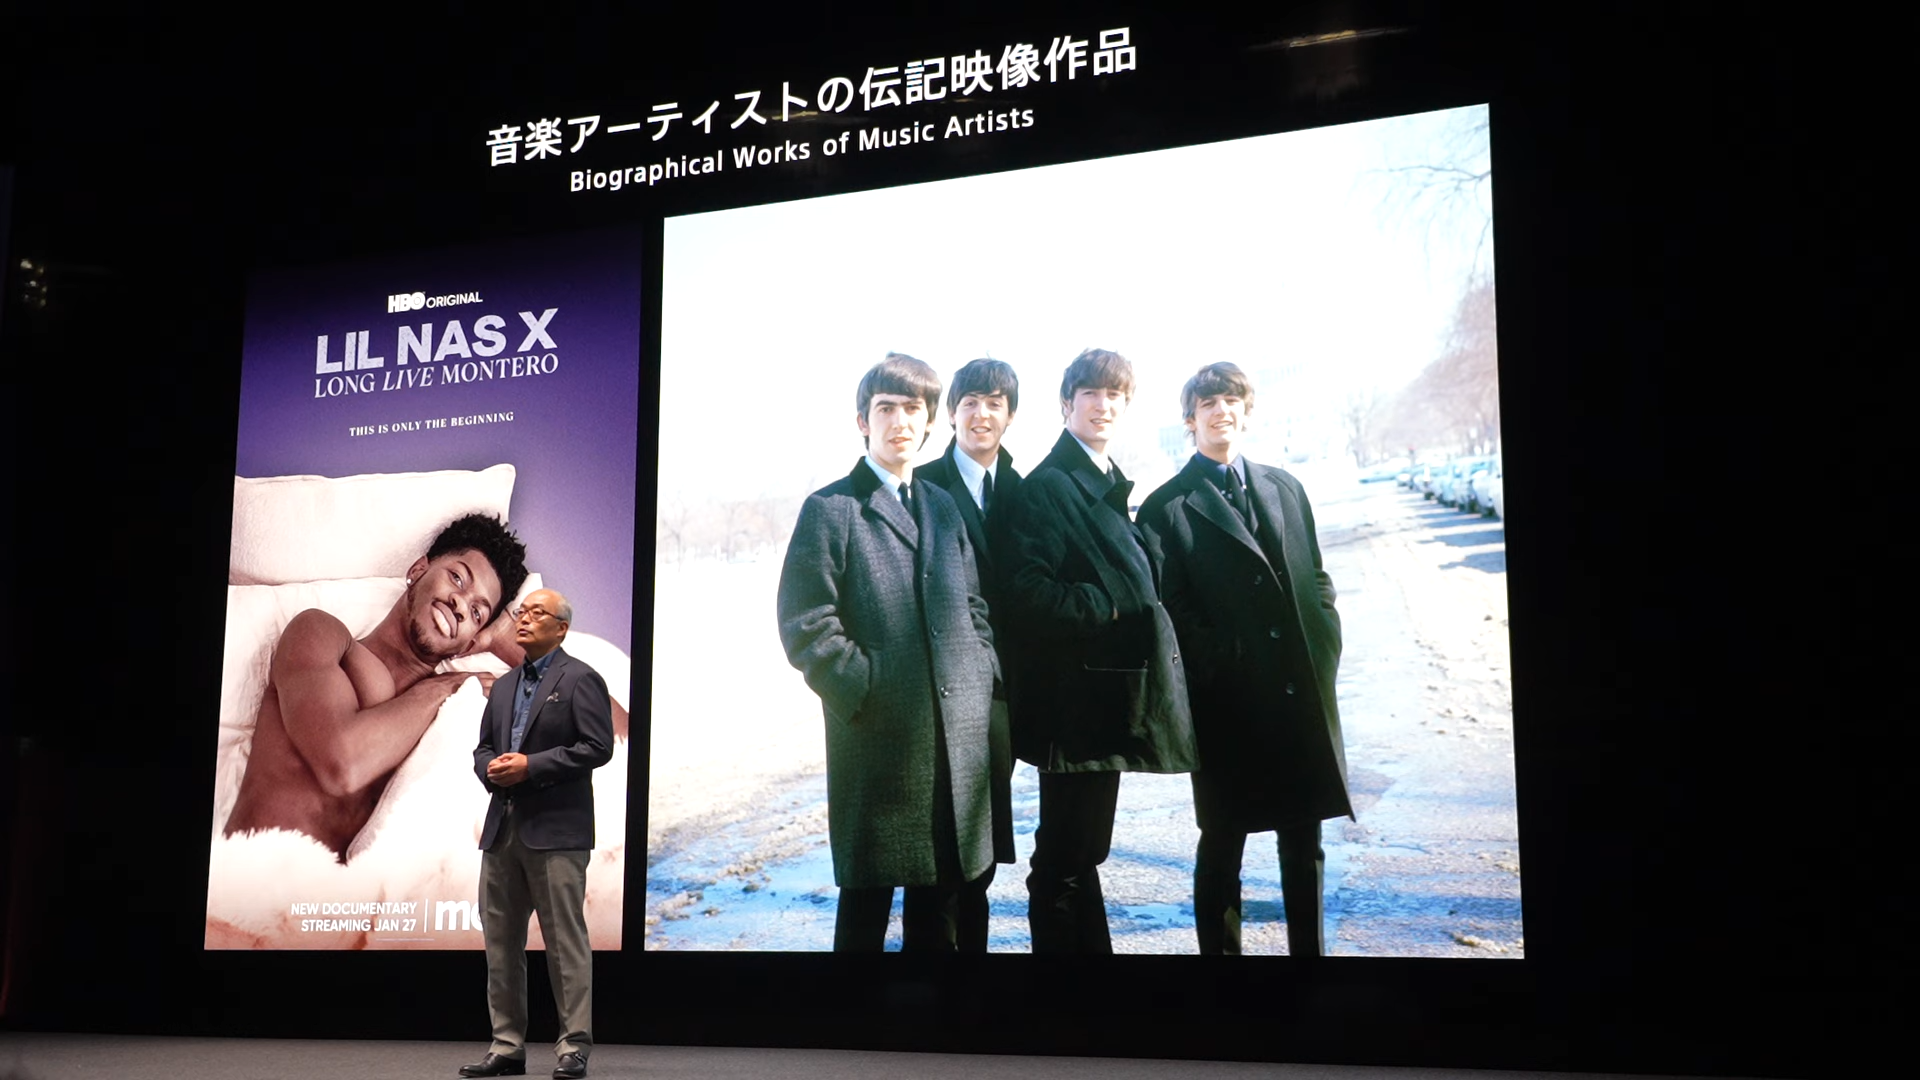 音楽アーティストの伝記映像作品
Biographical Works of Music Artists
HBO ORIGINAL
LIL NAS X
LONG LIVE MONTERO
THIS IS ONLY THE BEGINNING
NEW DOCUMENTARY
STREAMING JAN 27